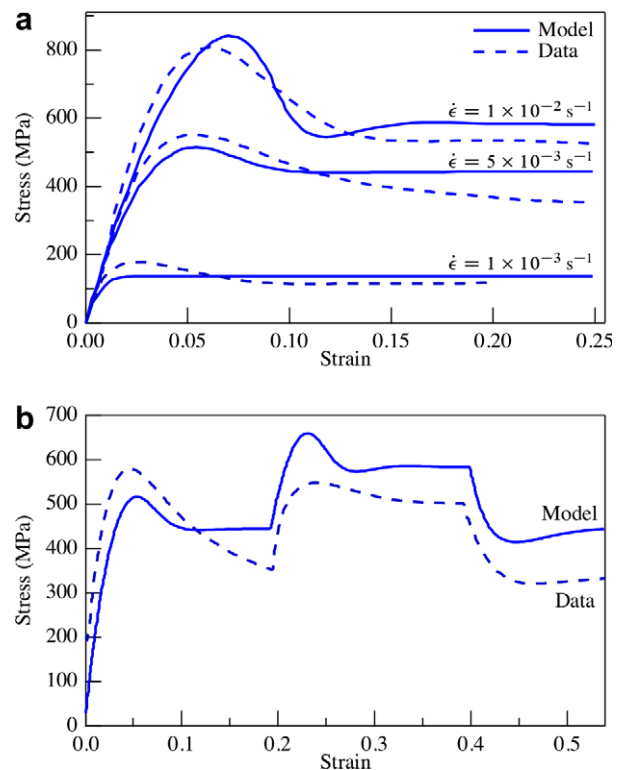 a
Model
Data
800
600
400
200
0
Stress (MPa)
ϵ̇ = 1 × 10⁻² s⁻¹
ϵ̇ = 5 × 10⁻³ s⁻¹
ϵ̇ = 1 × 10⁻³ s⁻¹
0.00 0.05 0.10 0.15 0.20 0.25
Strain
b
700
600
500
400
300
200
100
0
Stress (MPa)
Model
Data
0.0 0.1 0.2 0.3 0.4 0.5
Strain